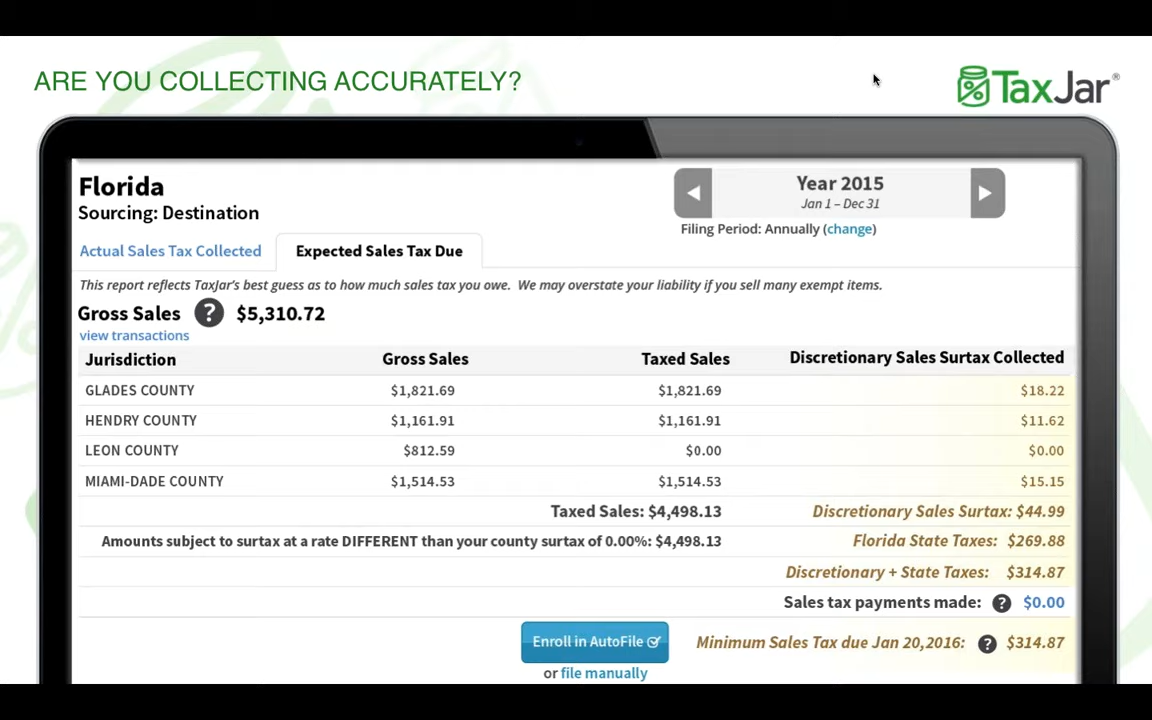 ARE YOU COLLECTING ACCURATELY?
TaxJar®
Florida
Sourcing: Destination
Year 2015
Jan 1 – Dec 31
Filing Period: Annually (change)
Actual Sales Tax Collected
Expected Sales Tax Due
This report reflects TaxJar's best guess as to how much sales tax you owe. We may overstate your liability if you sell many exempt items.
Gross Sales ? $5,310.72
view transactions
Jurisdiction Gross Sales Taxed Sales Discretionary Sales Surtax Collected
GLADES COUNTY $1,821.69 $1,821.69 $18.22
HENDRY COUNTY $1,161.91 $1,161.91 $11.62
LEON COUNTY $812.59 $0.00 $0.00
MIAMI-DADE COUNTY $1,514.53 $1,514.53 $15.15
Taxed Sales: $4,498.13 Discretionary Sales Surtax: $44.99
Amounts subject to surtax at a rate DIFFERENT than your county surtax of 0.00%: $4,498.13 Florida State Taxes: $269.88
Discretionary + State Taxes: $314.87
Sales tax payments made: ? $0.00
Enroll in AutoFile Minimum Sales Tax due Jan 20,2016: ? $314.87
or file manually